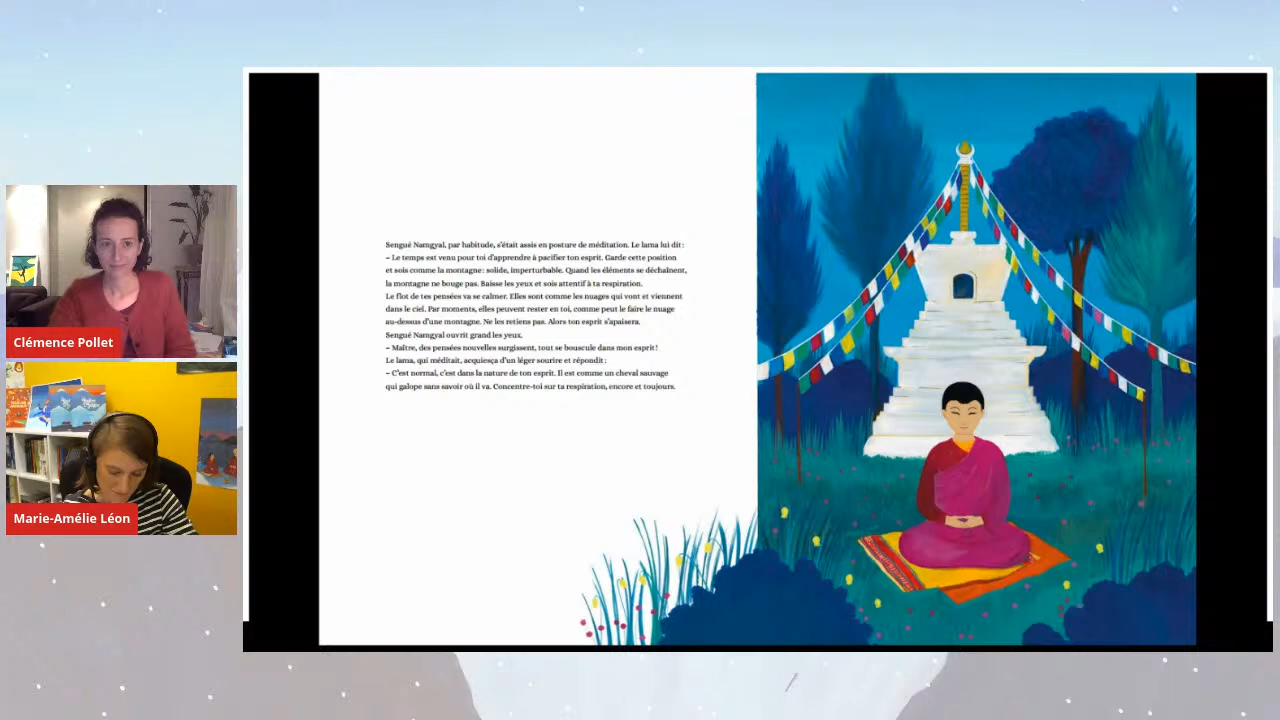 Sengué Namgyal, par habitude, s'était assis en posture de méditation. Le lama lui dit :
– Le temps est venu pour toi d'apprendre à pacifier ton esprit. Garde cette position
et sois comme la montagne : solide, imperturbable. Quand les éléments se déchaînent,
la montagne ne bouge pas. Baisse les yeux et sois attentif à ta respiration.
Le flot de tes pensées va se calmer. Elles sont comme les nuages qui vont et viennent
dans le ciel. Par moments, elles peuvent rester en toi, comme peut le faire le nuage
au-dessus d'une montagne. Ne les retiens pas. Alors ton esprit s'apaisera.
Sengué Namgyal ouvrit grand les yeux.
– Maître, des pensées nouvelles surgissent, tout se bouscule dans mon esprit !
Le lama, qui méditait, acquiesça d'un léger sourire et répondit :
– C'est normal, c'est dans la nature de ton esprit. Il est comme un cheval sauvage
qui galope sans savoir où il va. Concentre-toi sur ta respiration, encore et toujours.
Clémence Pollet
Marie-Amélie Léon